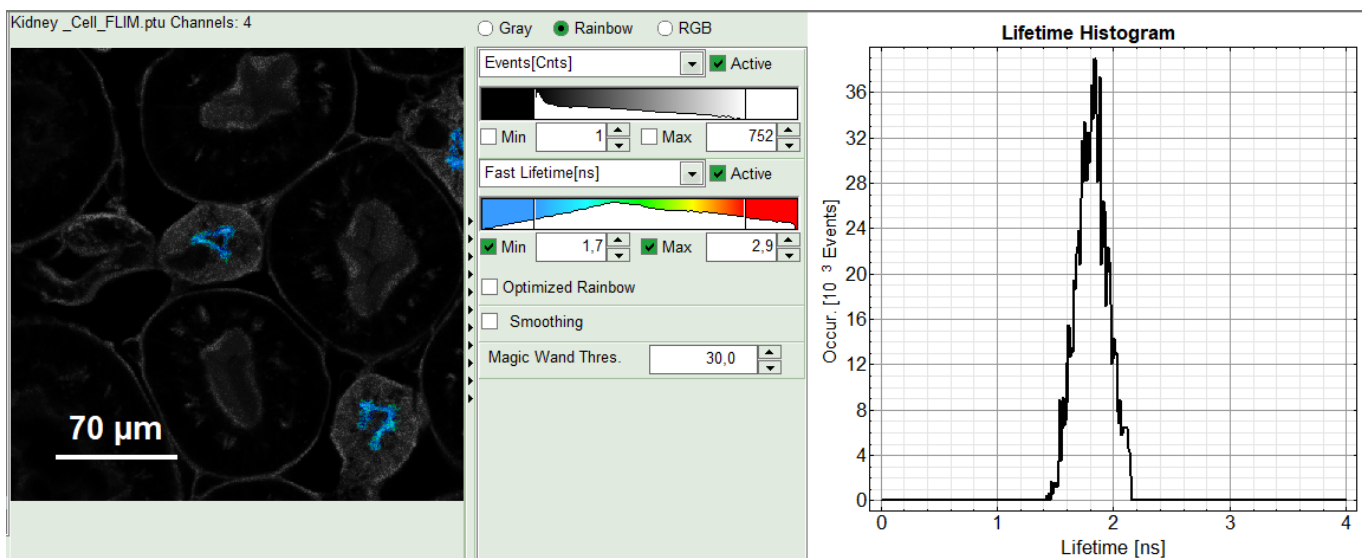 Kidney _Cell_FLIM.ptu Channels: 4
70 µm
Gray Rainbow RGB
Events[Cnts] Active
Min 1 Max 752
Fast Lifetime[ns] Active
Min 1,7 Max 2,9
Optimized Rainbow
Smoothing
Magic Wand Thres. 30,0
Lifetime Histogram
Occur. [10 3 Events]
36
32
28
24
20
16
12
8
4
0
0 1 2 3 4
Lifetime [ns]